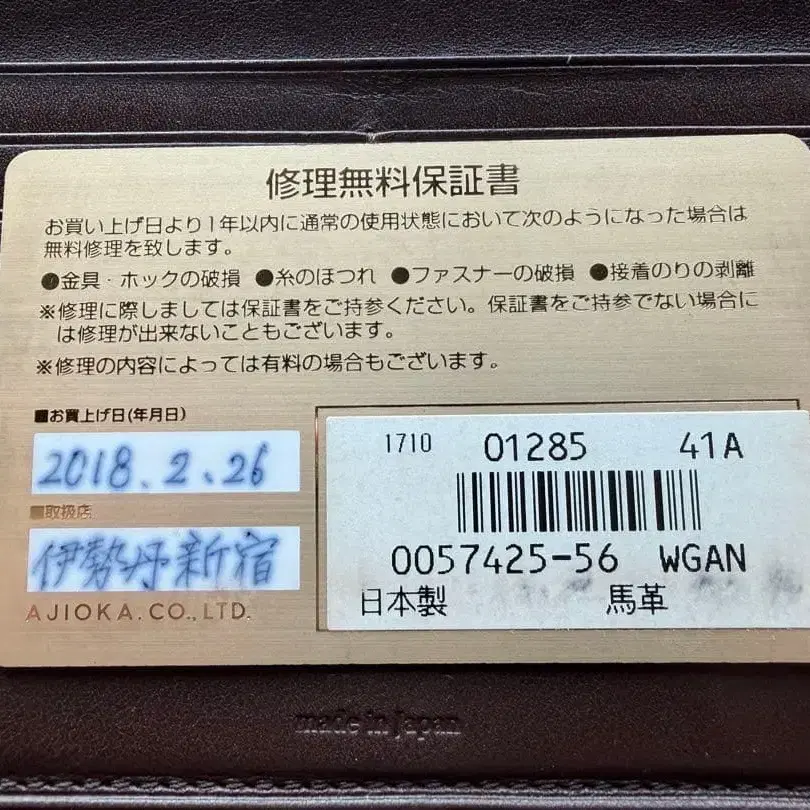 修理無料保証書
お買い上げ日より1年以内に通常の使用状態において次のようになった場合は
無料修理を致します。
●金具・ホックの破損 ●糸のほつれ ●ファスナーの破損 ●接着のりの剥離
※修理に際しましては保証書をご持参ください。保証書をご持参でない場合に
は修理が出来ないこともございます。
※修理の内容によっては有料の場合もございます。
■お買上げ日(年月日)
2018.2.26
■取扱店
伊勢丹新宿
AJIOKA.CO.,LTD.
1710 01285 41A
0057425-56 WGAN
日本製 馬革
made in Japan